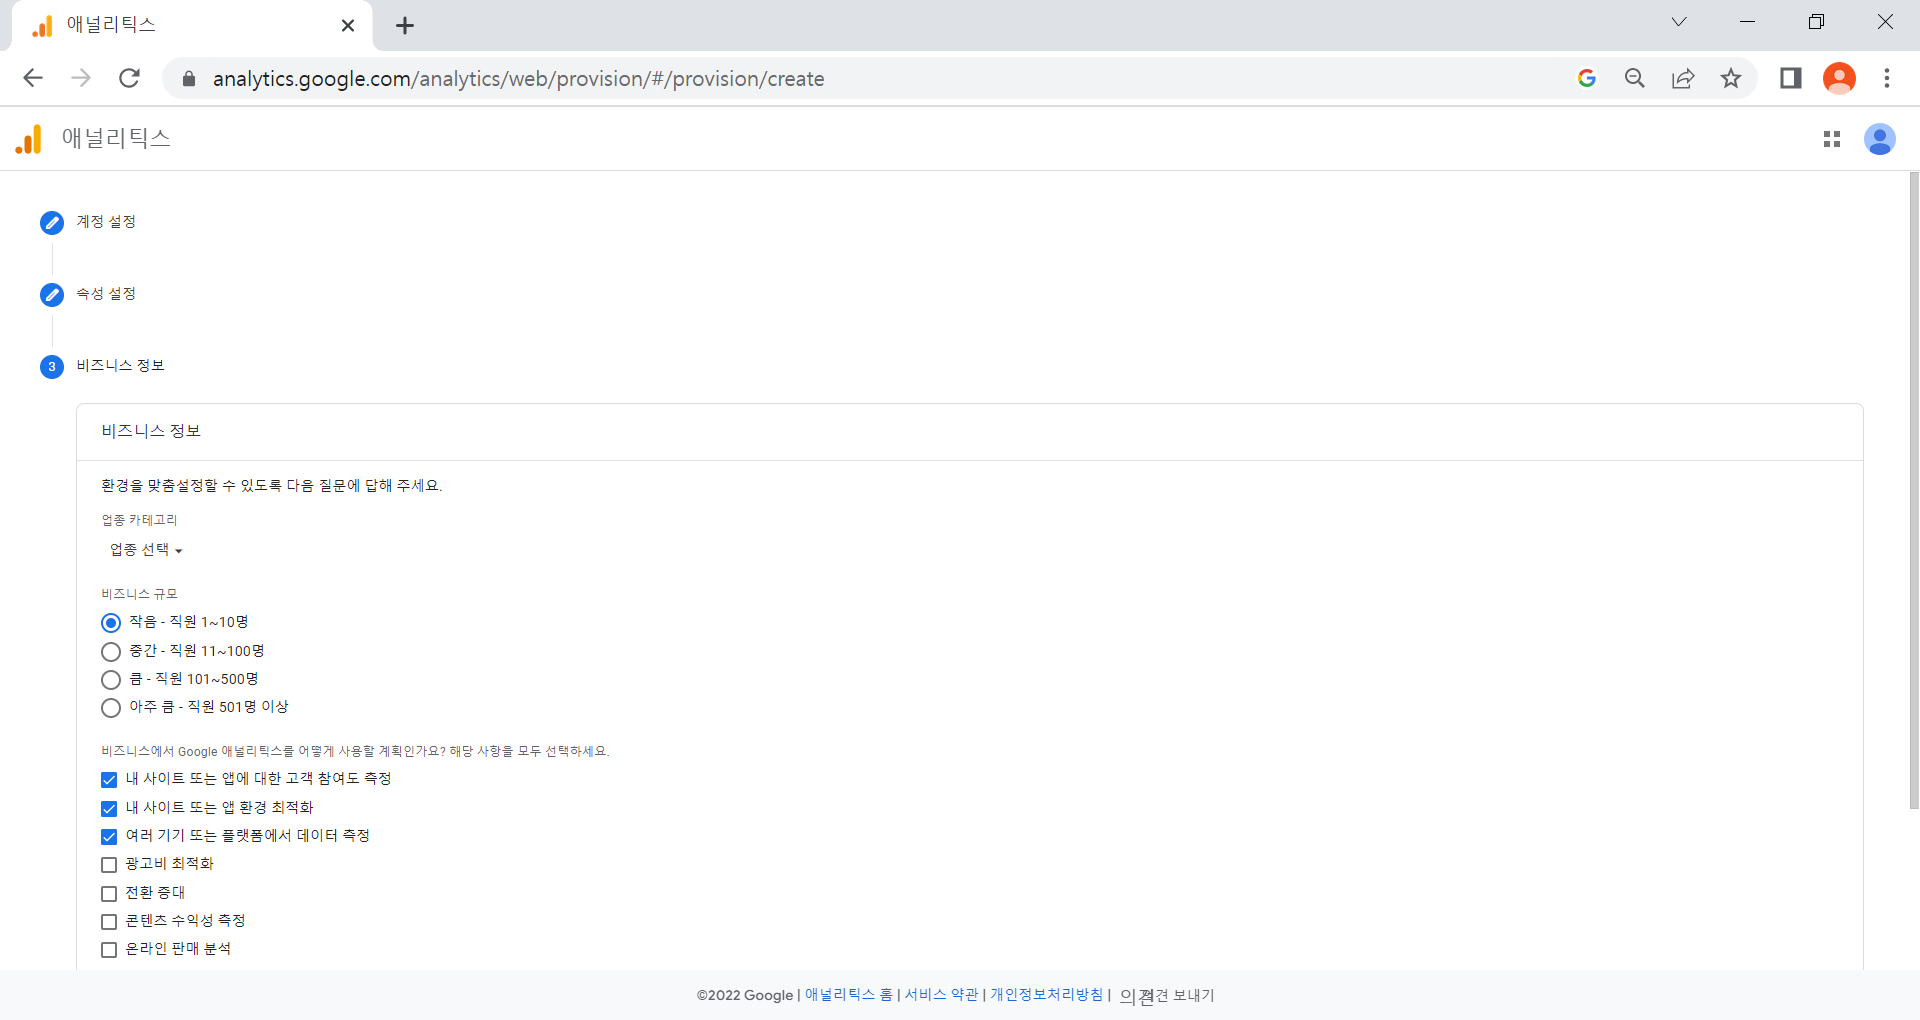 애널리틱스
analytics.google.com/analytics/web/provision/#/provision/create
애널리틱스
계정 설정
속성 설정
3 비즈니스 정보
비즈니스 정보
환경을 맞춤설정할 수 있도록 다음 질문에 답해 주세요.
업종 카테고리
업종 선택
비즈니스 규모
작음 - 직원 1~10명
중간 - 직원 11~100명
큼 - 직원 101~500명
아주 큼 - 직원 501명 이상
비즈니스에서 Google 애널리틱스를 어떻게 사용할 계획인가요? 해당 사항을 모두 선택하세요.
내 사이트 또는 앱에 대한 고객 참여도 측정
내 사이트 또는 앱 환경 최적화
여러 기기 또는 플랫폼에서 데이터 측정
광고비 최적화
전환 증대
콘텐츠 수익성 측정
온라인 판매 분석
©2022 Google | 애널리틱스 홈 | 서비스 약관 | 개인정보처리방침 | 의견 보내기